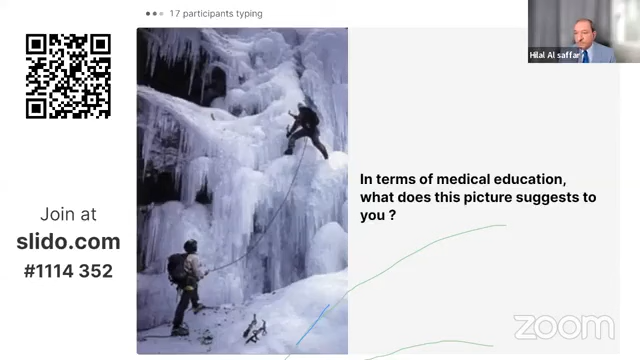 17 participants typing
Hilal Al saffar
In terms of medical education,
what does this picture suggests to
you ?
Join at
slido.com
#1114 352
zoom